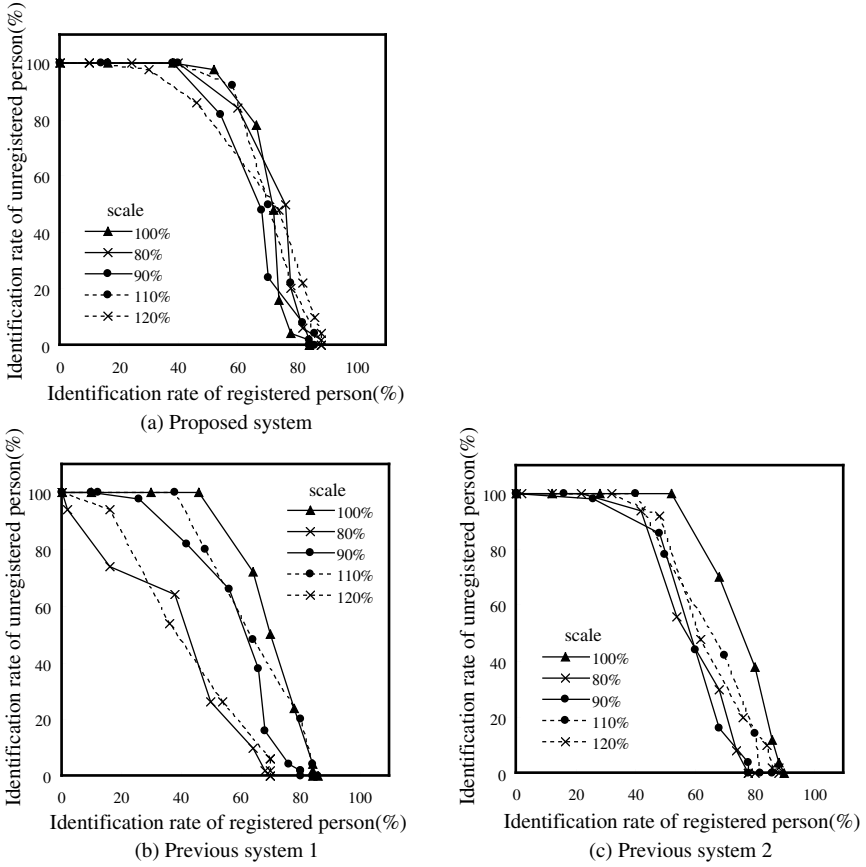 Identification rate of unregistered person(%)
100
80
60
40
20
0
scale
100%
80%
90%
110%
120%
0 20 40 60 80 100
Identification rate of registered person(%)
(a) Proposed system
Identification rate of unregistered person(%)
100
80
60
40
20
0
scale
100%
80%
90%
110%
120%
0 20 40 60 80 100
Identification rate of registered person(%)
(b) Previous system 1
Identification rate of unregistered person(%)
100
80
60
40
20
0
scale
100%
80%
90%
110%
120%
0 20 40 60 80 100
Identification rate of registered person(%)
(c) Previous system 2